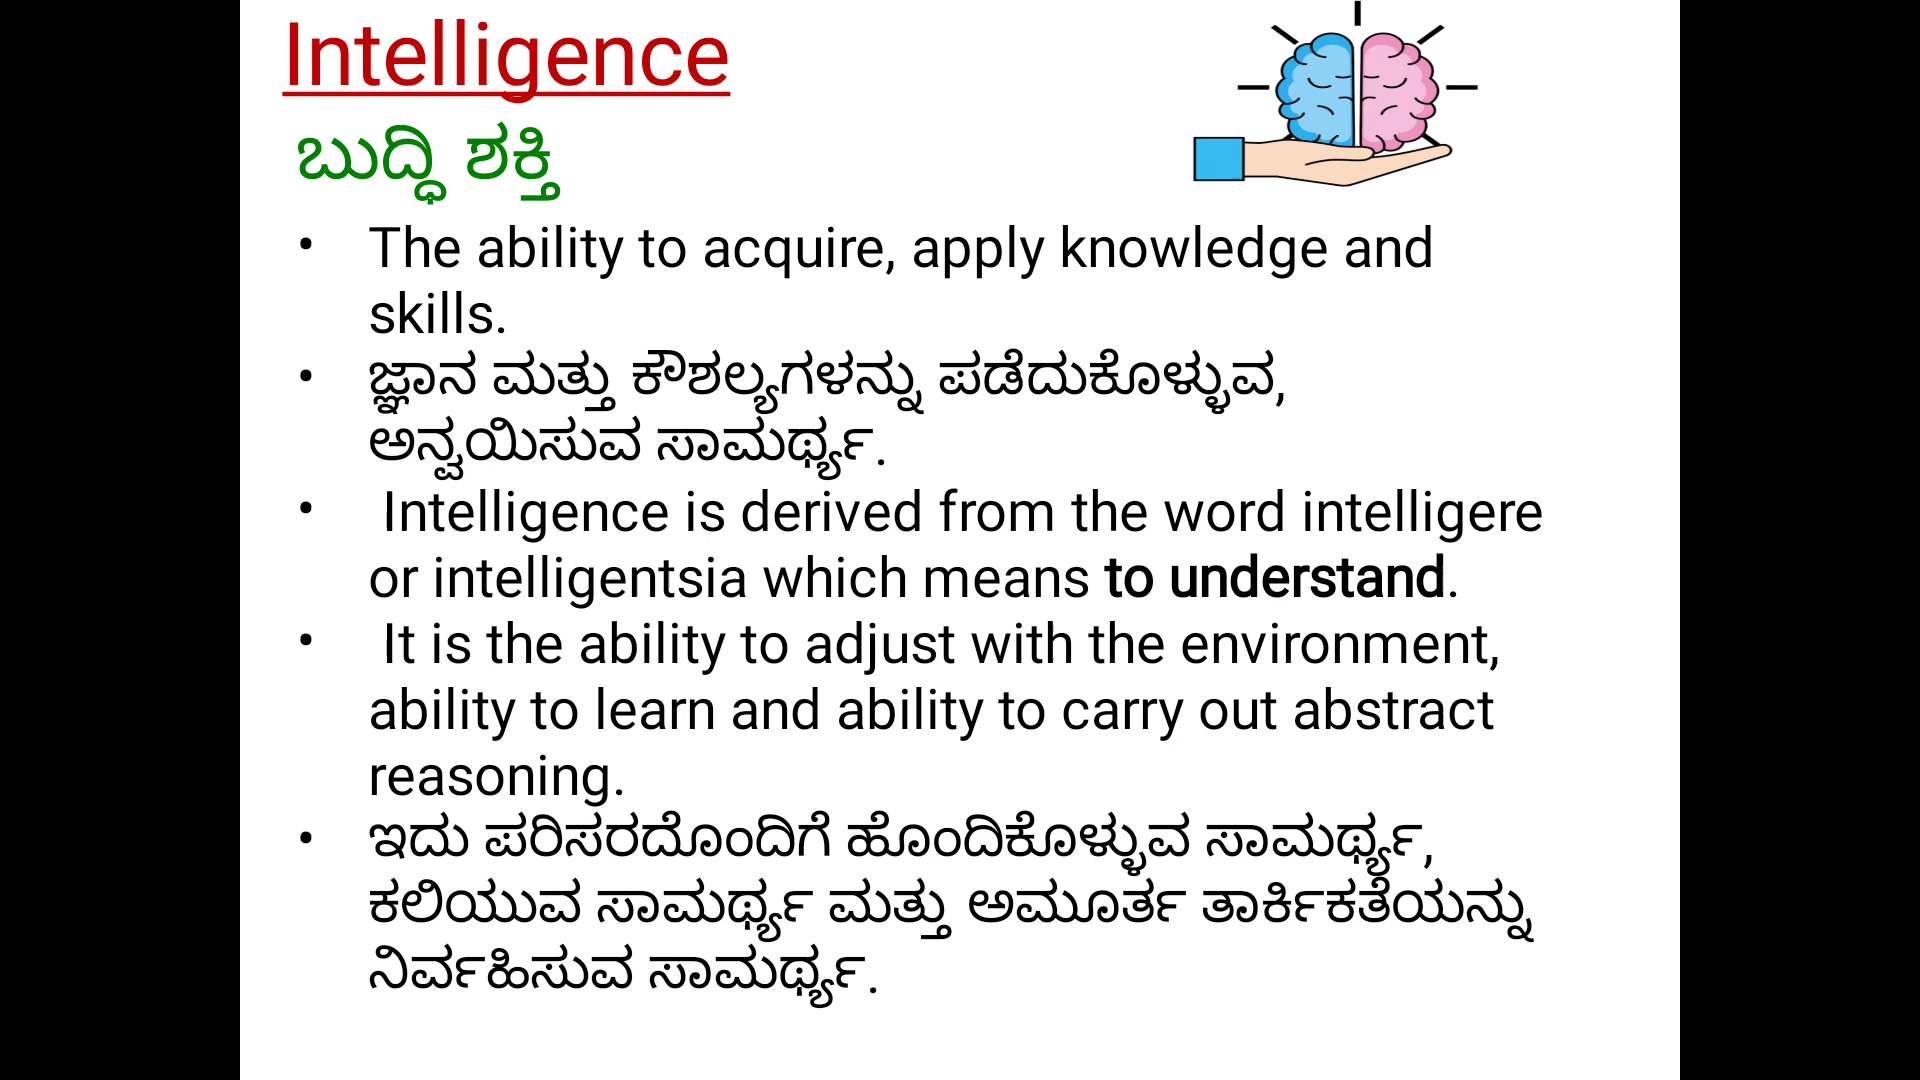 Intelligence
ಬುದ್ಧಿ ಶಕ್ತಿ
• The ability to acquire, apply knowledge and
skills.
• ಜ್ಞಾನ ಮತ್ತು ಕೌಶಲ್ಯಗಳನ್ನು ಪಡೆದುಕೊಳ್ಳುವ,
ಅನ್ವಯಿಸುವ ಸಾಮರ್ಥ್ಯ.
• Intelligence is derived from the word intelligere
or intelligentsia which means to understand.
• It is the ability to adjust with the environment,
ability to learn and ability to carry out abstract
reasoning.
• ಇದು ಪರಿಸರದೊಂದಿಗೆ ಹೊಂದಿಕೊಳ್ಳುವ ಸಾಮರ್ಥ್ಯ,
ಕಲಿಯುವ ಸಾಮರ್ಥ್ಯ ಮತ್ತು ಅಮೂರ್ತ ತಾರ್ಕಿಕತೆಯನ್ನು
ನಿರ್ವಹಿಸುವ ಸಾಮರ್ಥ್ಯ.